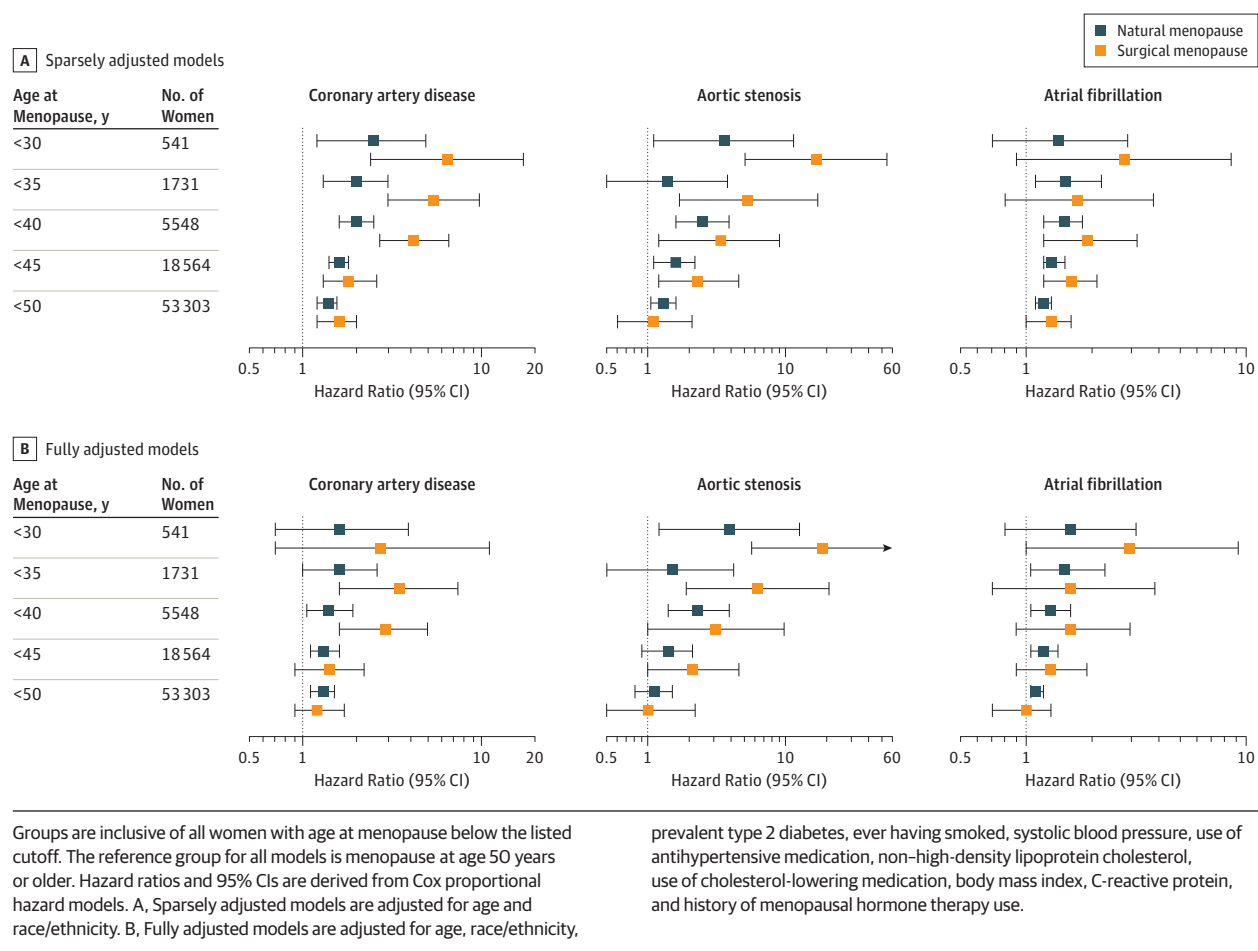 Natural menopause
Surgical menopause
A Sparsely adjusted models
Age at Menopause, y
No. of Women
Coronary artery disease
Aortic stenosis
Atrial fibrillation
<30 541
<35 1731
<40 5548
<45 18 564
<50 53 303
0.5 1 10 20
Hazard Ratio (95% CI)
0.5 1 10 60
Hazard Ratio (95% CI)
0.5 1 10
Hazard Ratio (95% CI)
B Fully adjusted models
Age at Menopause, y
No. of Women
Coronary artery disease
Aortic stenosis
Atrial fibrillation
<30 541
<35 1731
<40 5548
<45 18 564
<50 53 303
0.5 1 10 20
Hazard Ratio (95% CI)
0.5 1 10 60
Hazard Ratio (95% CI)
0.5 1 10
Hazard Ratio (95% CI)
Groups are inclusive of all women with age at menopause below the listed
cutoff. The reference group for all models is menopause at age 50 years
or older. Hazard ratios and 95% CIs are derived from Cox proportional
hazard models. A, Sparsely adjusted models are adjusted for age and
race/ethnicity. B, Fully adjusted models are adjusted for age, race/ethnicity,
prevalent type 2 diabetes, ever having smoked, systolic blood pressure, use of
antihypertensive medication, non–high-density lipoprotein cholesterol,
use of cholesterol-lowering medication, body mass index, C-reactive protein,
and history of menopausal hormone therapy use.